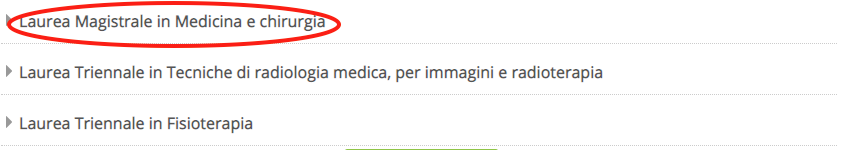 Laurea Magistrale in Medicina e chirurgia
Laurea Triennale in Tecniche di radiologia medica, per immagini e radioterapia
Laurea Triennale in Fisioterapia